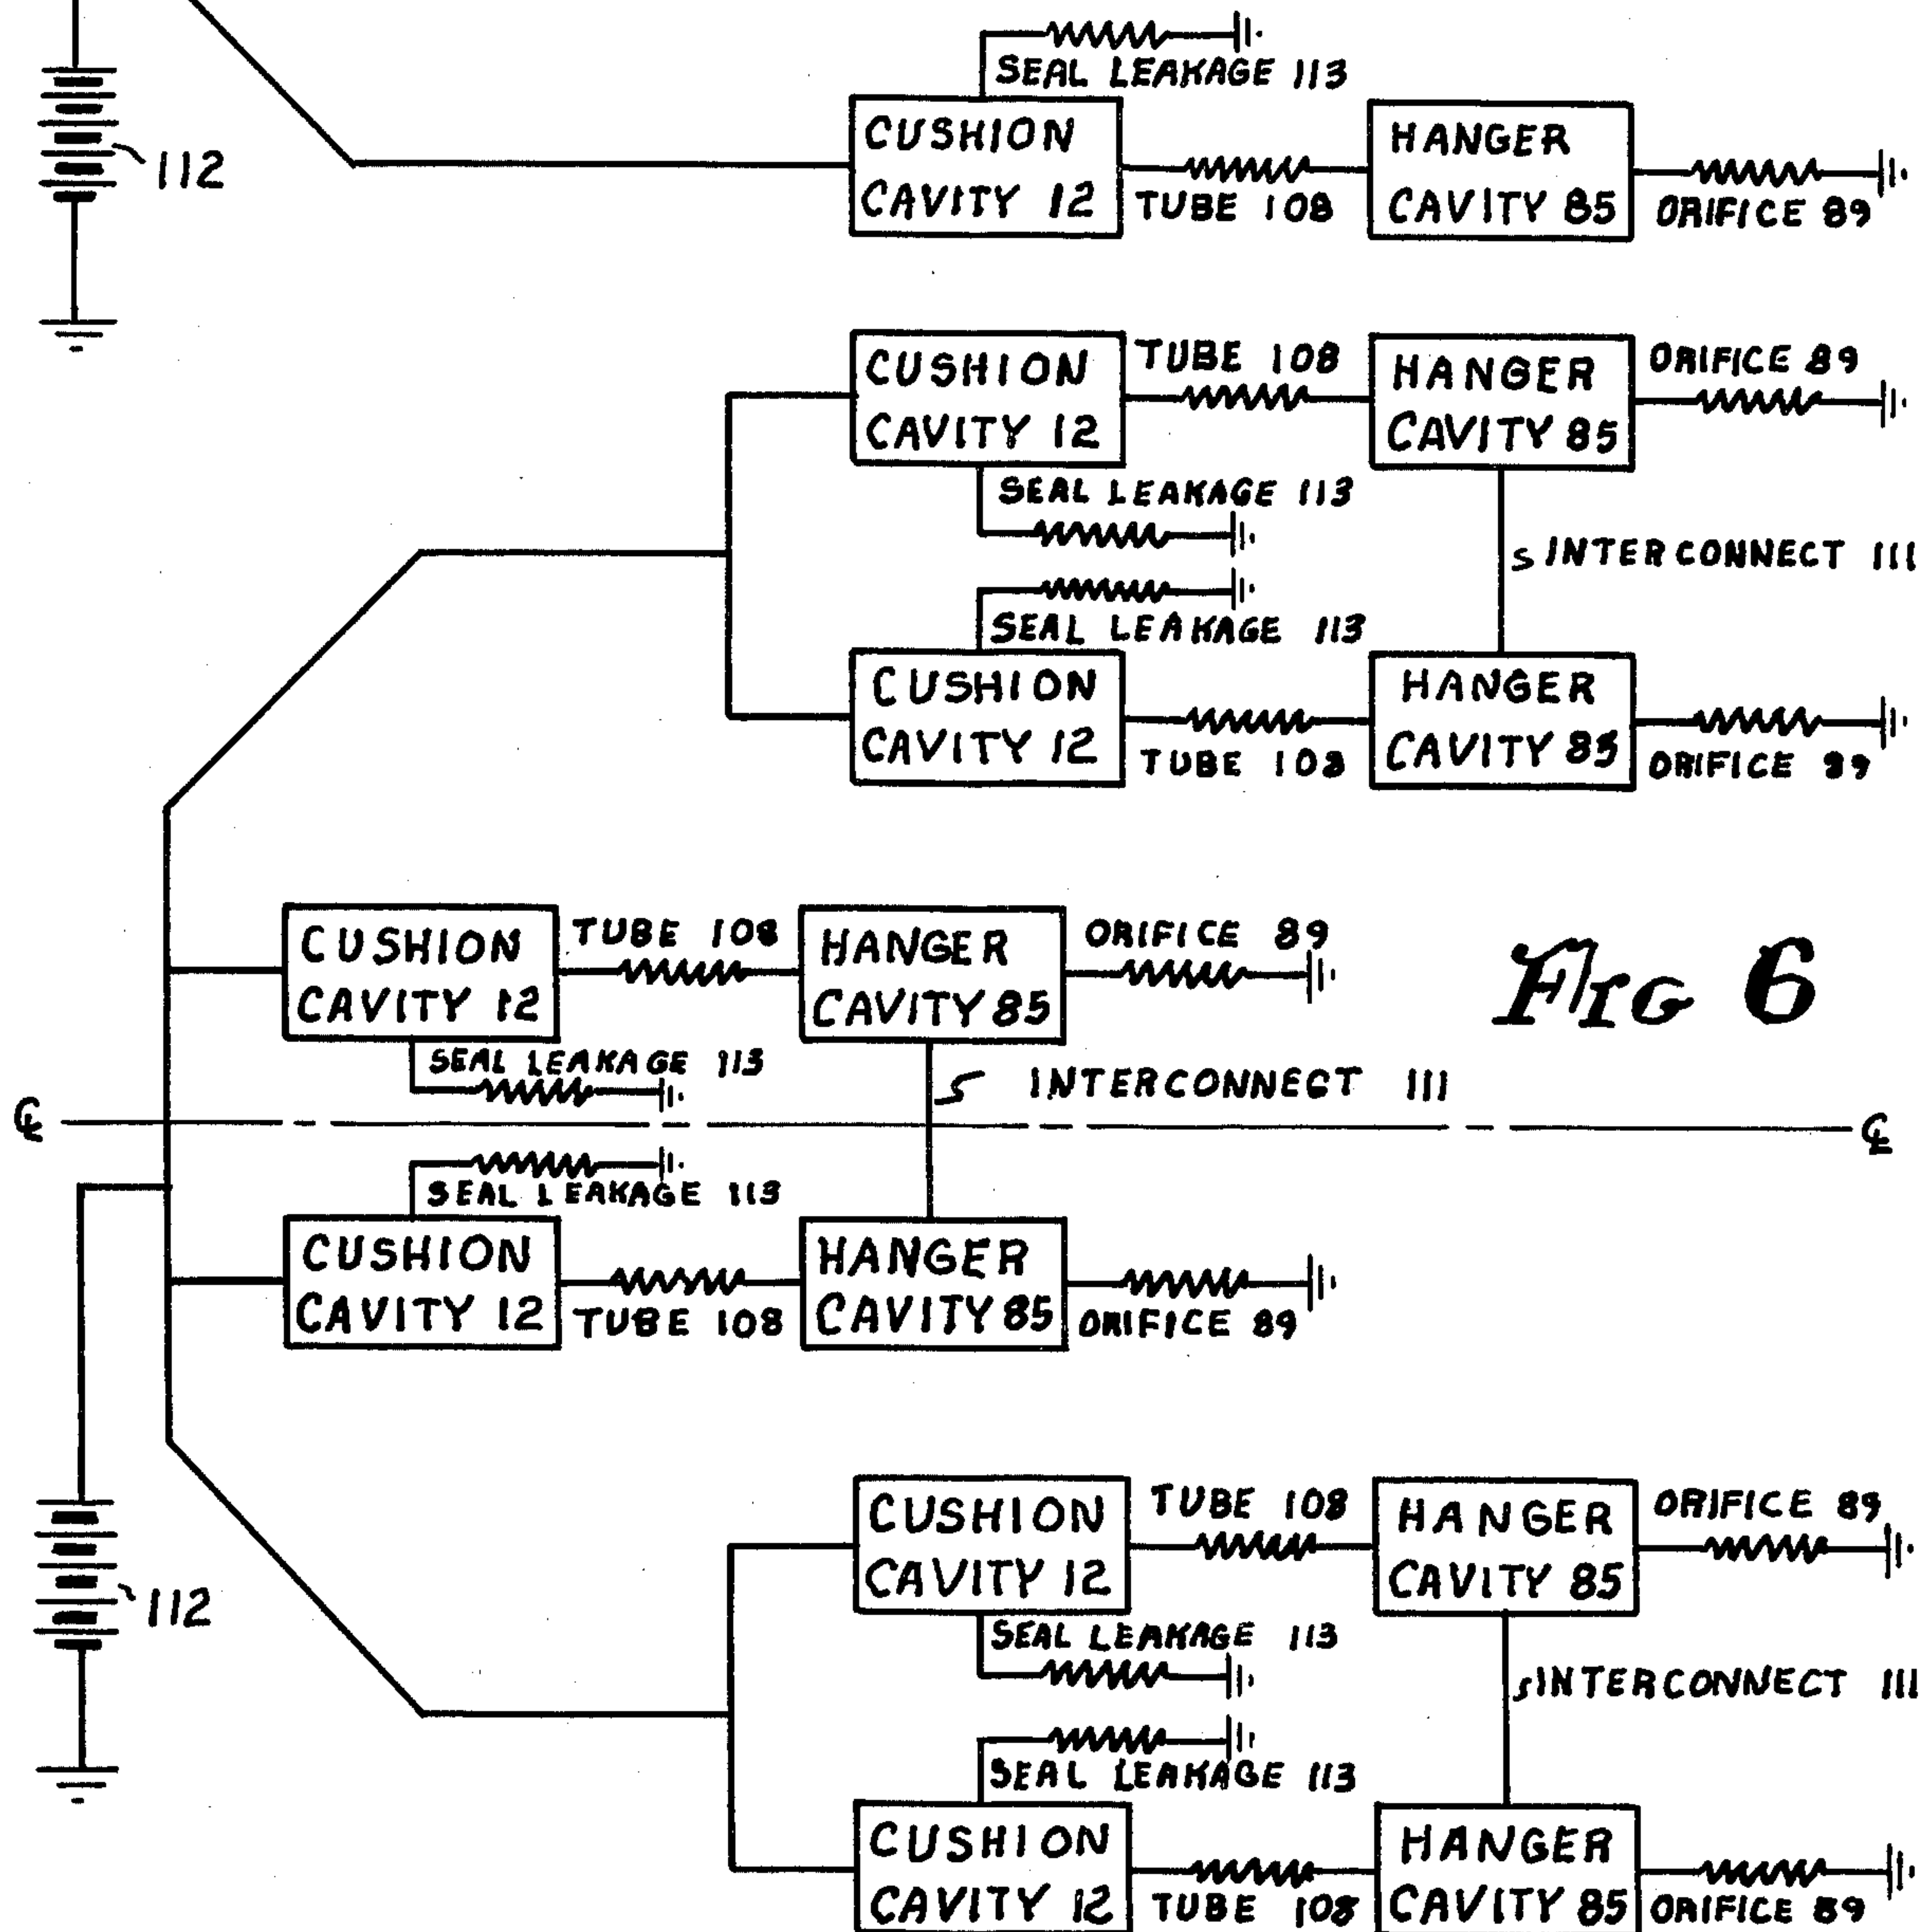 SEAL LEAKAGE 113
112
CUSHION
CAVITY 12
TUBE 108
HANGER
CAVITY 85
ORIFICE 89
CUSHION
CAVITY 12
TUBE 108
HANGER
CAVITY 85
ORIFICE 89
SEAL LEAKAGE 113
INTERCONNECT 111
SEAL LEAKAGE 113
CUSHION
CAVITY 12
TUBE 108
HANGER
CAVITY 85
ORIFICE 89
CUSHION
CAVITY 12
TUBE 108
HANGER
CAVITY 85
ORIFICE 89
FIG 6
SEAL LEAKAGE 113
INTERCONNECT 111
℄ ℄
SEAL LEAKAGE 113
CUSHION
CAVITY 12
TUBE 108
HANGER
CAVITY 85
ORIFICE 89
CUSHION
CAVITY 12
TUBE 108
HANGER
CAVITY 85
ORIFICE 89
112
SEAL LEAKAGE 113
INTERCONNECT 111
SEAL LEAKAGE 113
CUSHION
CAVITY 12
TUBE 108
HANGER
CAVITY 85
ORIFICE 89